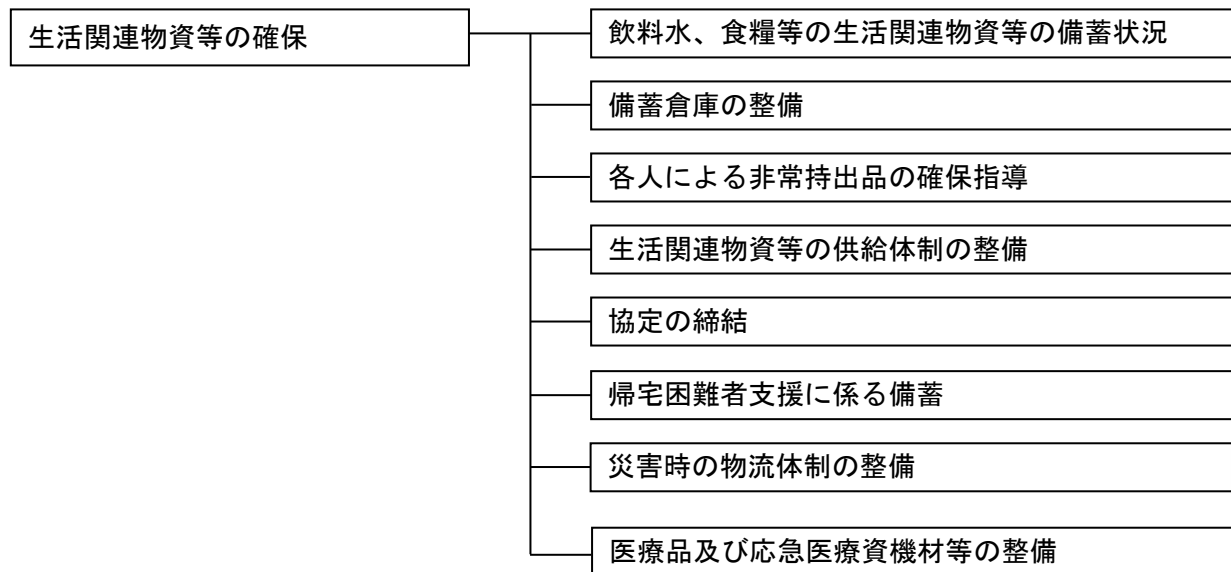 生活関連物資等の確保
飲料水、食糧等の生活関連物資等の備蓄状況
備蓄倉庫の整備
各人による非常持出品の確保指導
生活関連物資等の供給体制の整備
協定の締結
帰宅困難者支援に係る備蓄
災害時の物流体制の整備
医療品及び応急医療資機材等の整備